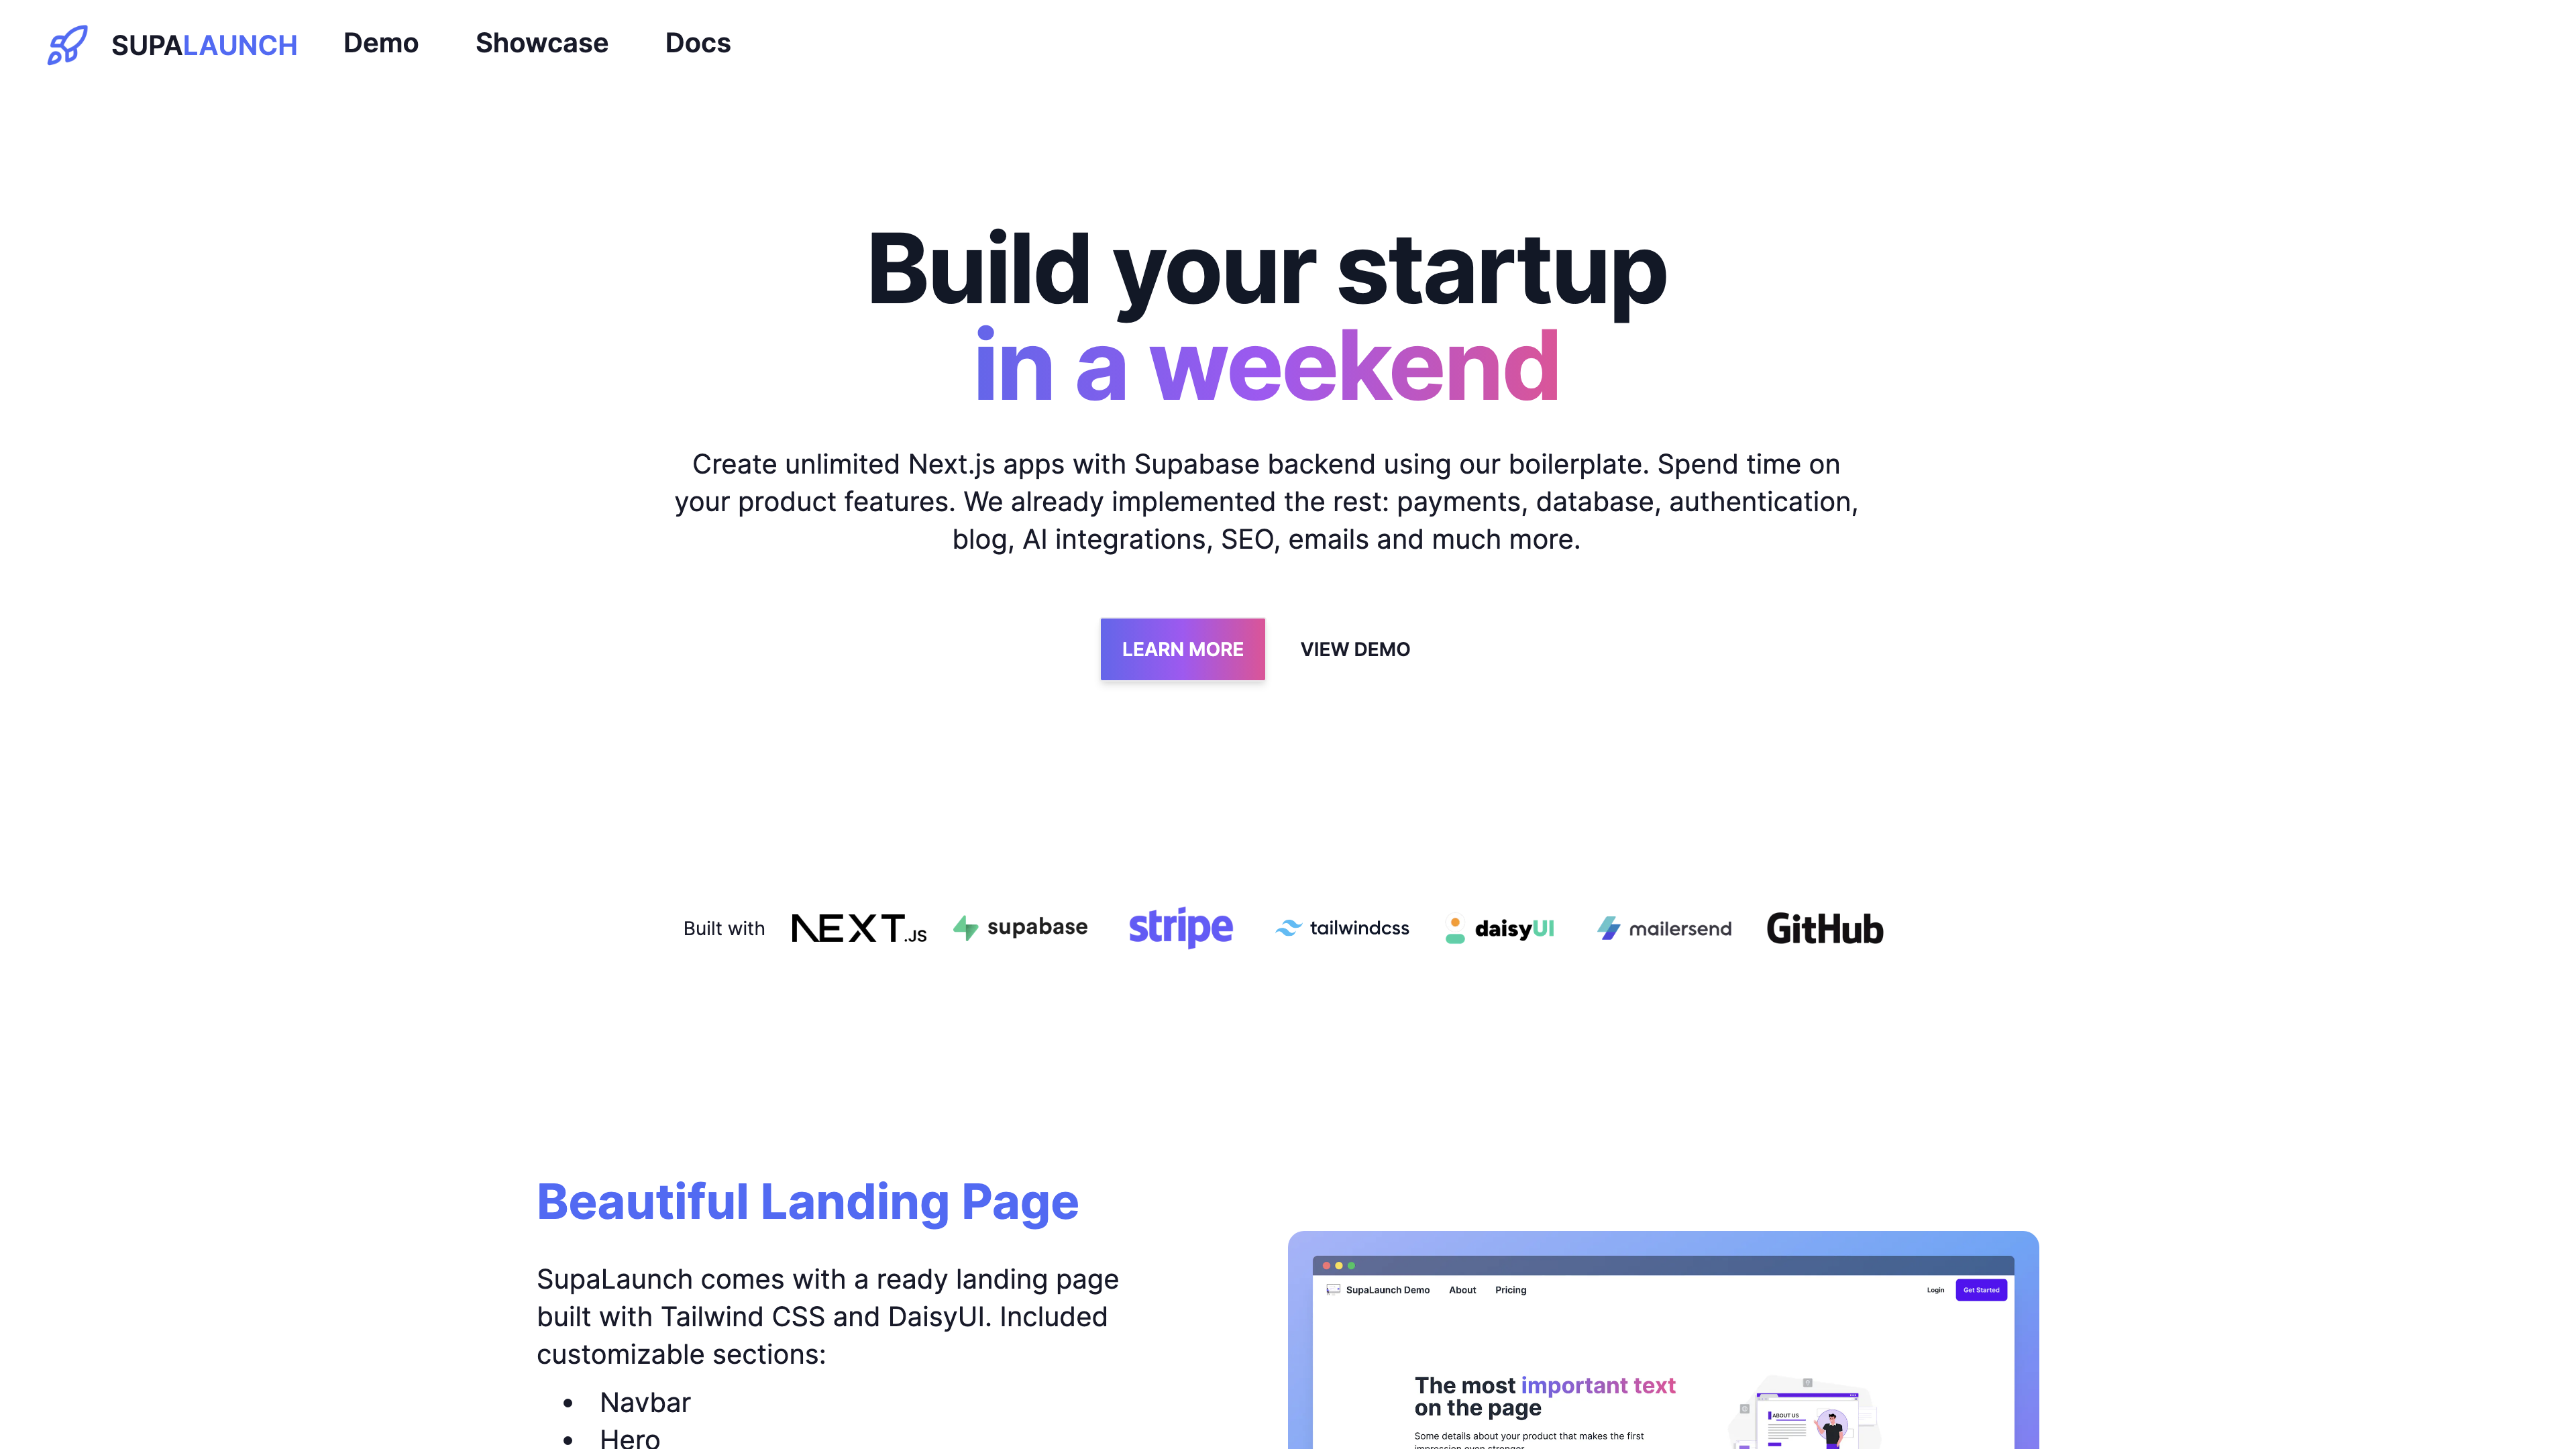 SUPALAUNCH
Demo
Showcase
Docs
Build your startup
in a weekend
Create unlimited Next.js apps with Supabase backend using our boilerplate. Spend time on
your product features. We already implemented the rest: payments, database, authentication,
blog, AI integrations, SEO, emails and much more.
LEARN MORE
VIEW DEMO
Built with
NEXT.JS
supabase
stripe
tailwindcss
daisyUI
mailersend
GitHub
Beautiful Landing Page
SupaLaunch comes with a ready landing page
built with Tailwind CSS and DaisyUI. Included
customizable sections:
• Navbar
• Hero
SupaLaunch Demo
About
Pricing
Login
Get Started
The most important text
on the page
Some details about your product that makes the first
impression even stronger
ABOUT US